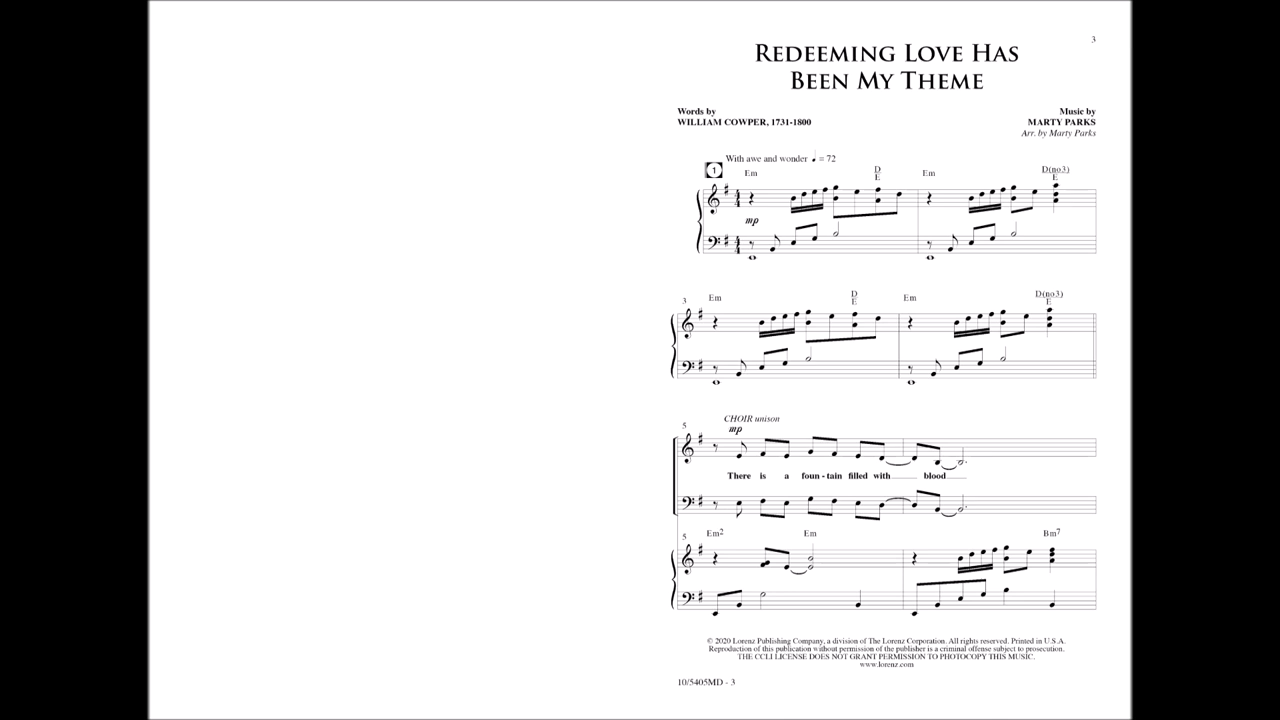 3
REDEEMING LOVE HAS
BEEN MY THEME
Words by
WILLIAM COWPER, 1731-1800
Music by
MARTY PARKS
Arr. by Marty Parks
With awe and wonder ♩ = 72
1
Em D/E Em D(no3)/E
4/4
mp
4/4
3
Em D/E Em D(no3)/E
CHOIR unison
5
mp
There is a foun - tain filled with blood
5
Em2 Em Bm7
© 2020 Lorenz Publishing Company, a division of The Lorenz Corporation. All rights reserved. Printed in U.S.A.
Reproduction of this publication without permission of the publisher is a criminal offense subject to prosecution.
THE CCLI LICENSE DOES NOT GRANT PERMISSION TO PHOTOCOPY THIS MUSIC.
www.lorenz.com
10/5405MD - 3